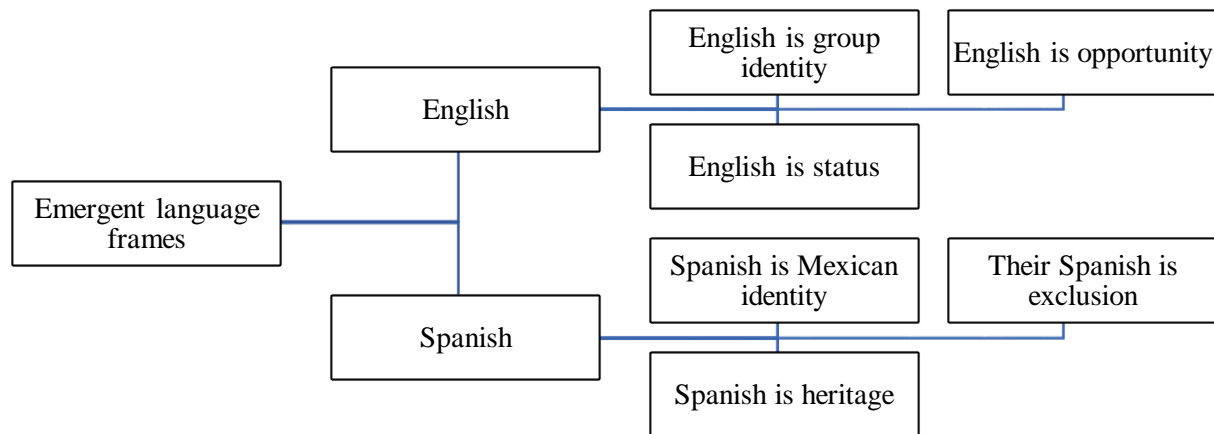 Emergent language
frames
English
English is group
identity
English is opportunity
English is status
Spanish
Spanish is Mexican
identity
Their Spanish is
exclusion
Spanish is heritage